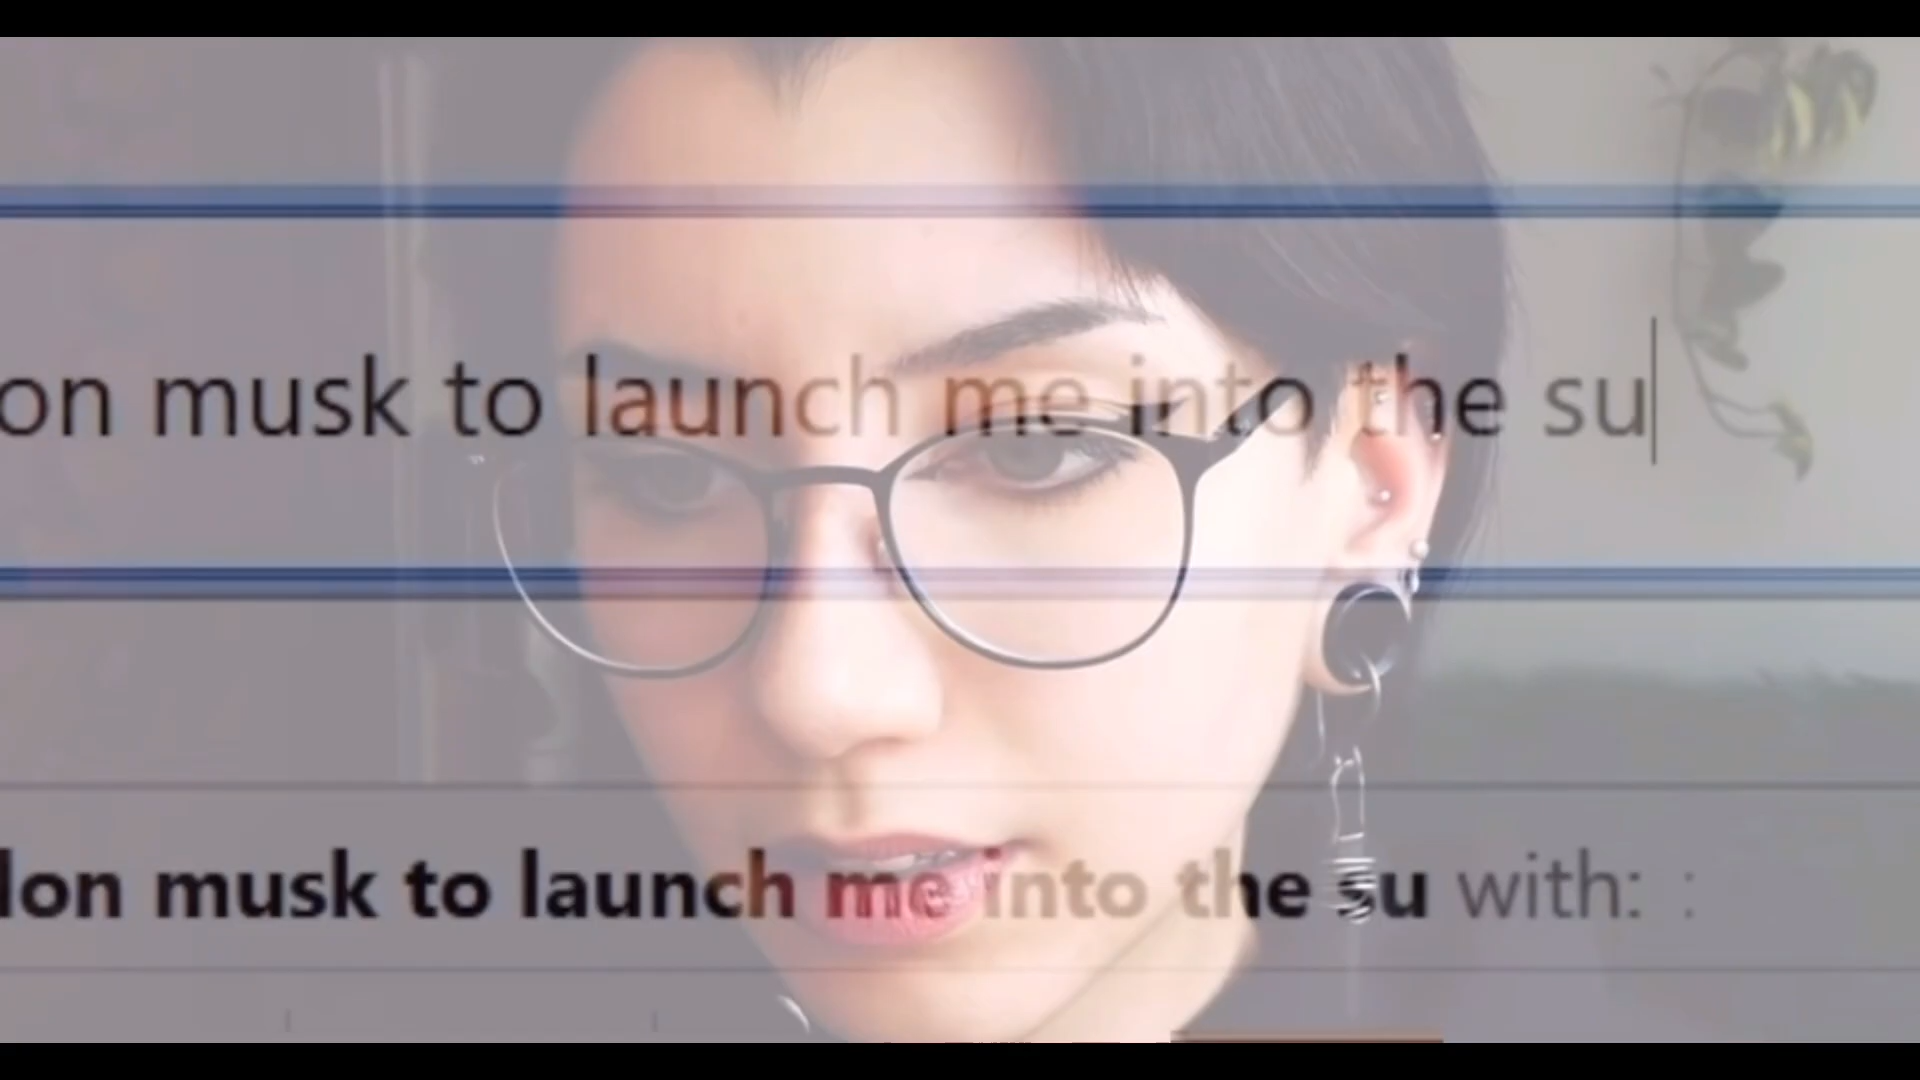 on musk to launch me into the su
lon musk to launch me into the su with: :